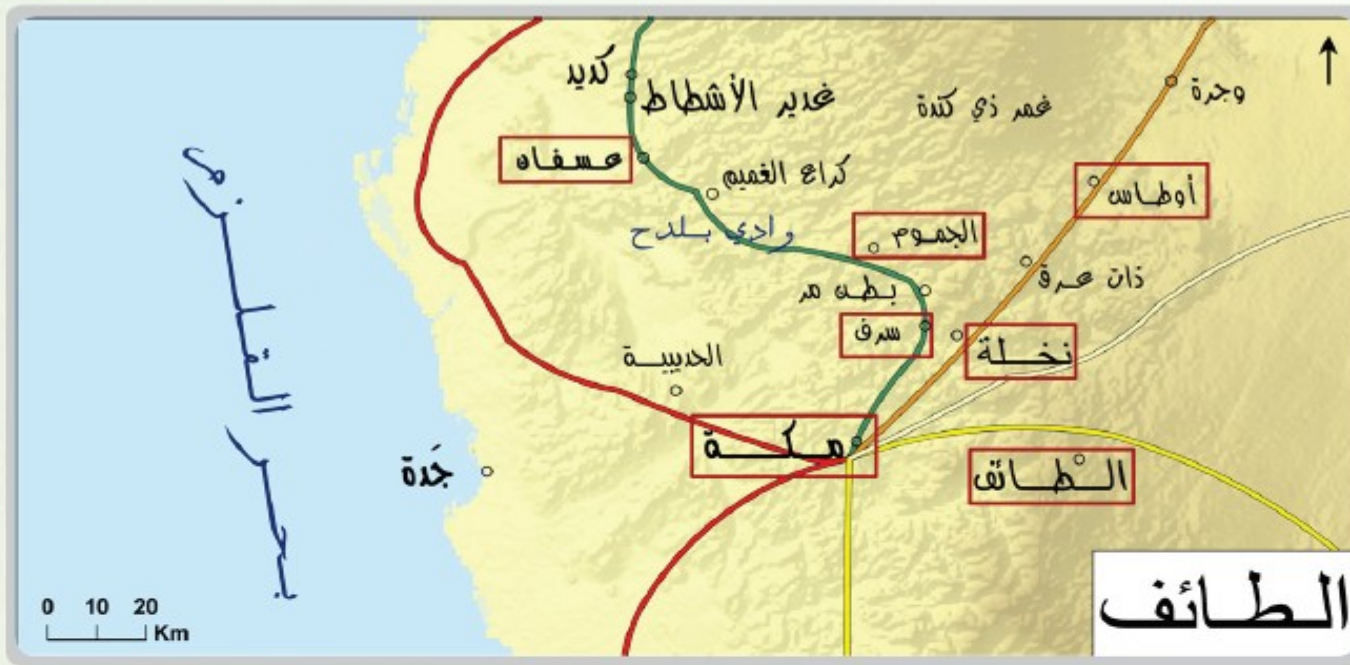 كديد
غدير الأشطاط
غمر ذي كندة
وجرة
عسفان
كراع الغميم
أوطاس
وادي بلدح
الجموم
ذات عرق
بطن مر
سرف
نخلة
الحديبية
مكة
جَدة
الطائف
بحر القلزم
0 10 20
Km
الطائف